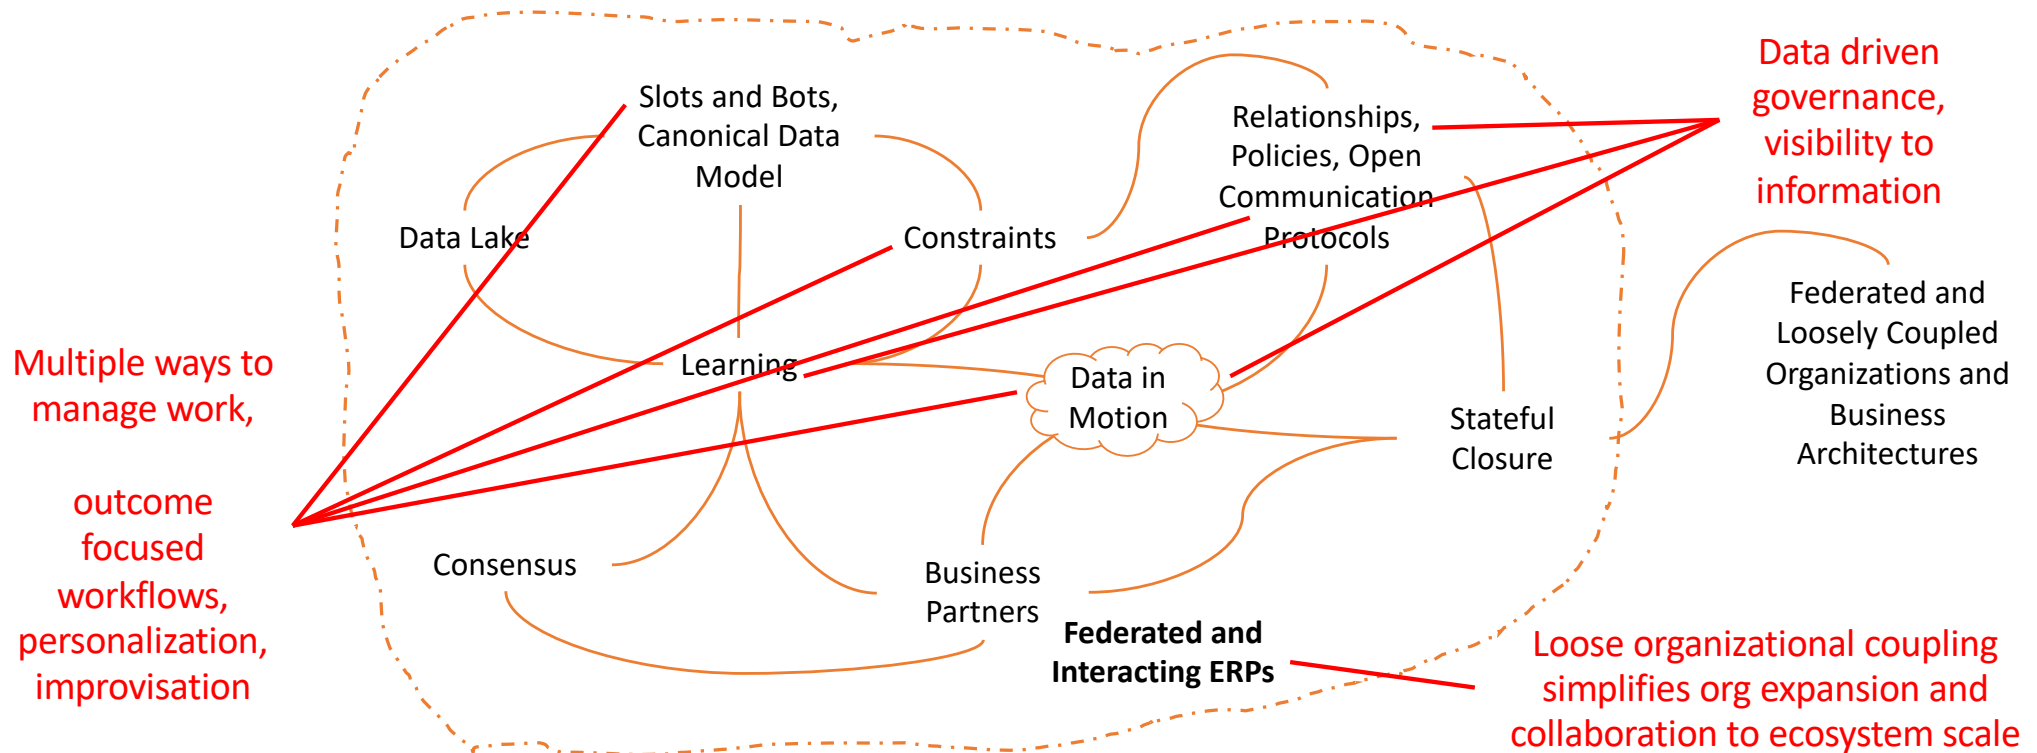 Slots and Bots,
Canonical Data
Model
Relationships,
Policies, Open
Communication
Protocols
Data driven
governance,
visibility to
information
Data Lake
Constraints
Federated and
Loosely Coupled
Organizations and
Business
Architectures
Multiple ways to
manage work,
outcome
focused
workflows,
personalization,
improvisation
Learning
Data in
Motion
Stateful
Closure
Consensus
Business
Partners
Federated and
Interacting ERPs
Loose organizational coupling
simplifies org expansion and
collaboration to ecosystem scale